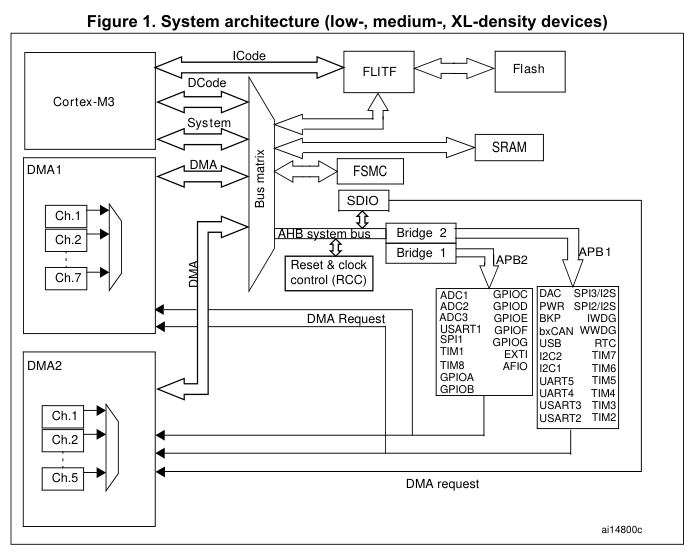 Figure 1. System architecture (low-, medium-, XL-density devices)
ICode
FLITF
Flash
Cortex-M3
DCode
System
Bus matrix
SRAM
DMA1
DMA
FSMC
Ch.1
Ch.2
Ch.7
SDIO
AHB system bus
Bridge 2
Bridge 1
APB2
APB1
Reset & clock
control (RCC)
DMA
ADC1 GPIOC
ADC2 GPIOD
ADC3 GPIOE
USART1 GPIOF
SPI1 GPIOG
TIM1 EXTI
TIM8 AFIO
GPIOA
GPIOB
DAC SPI3/I2S
PWR SPI2/I2S
BKP IWDG
bxCAN WWDG
USB RTC
I2C2 TIM7
I2C1 TIM6
UART5 TIM5
UART4 TIM4
USART3 TIM3
USART2 TIM2
DMA Request
DMA2
Ch.1
Ch.2
Ch.5
DMA request
ai14800c